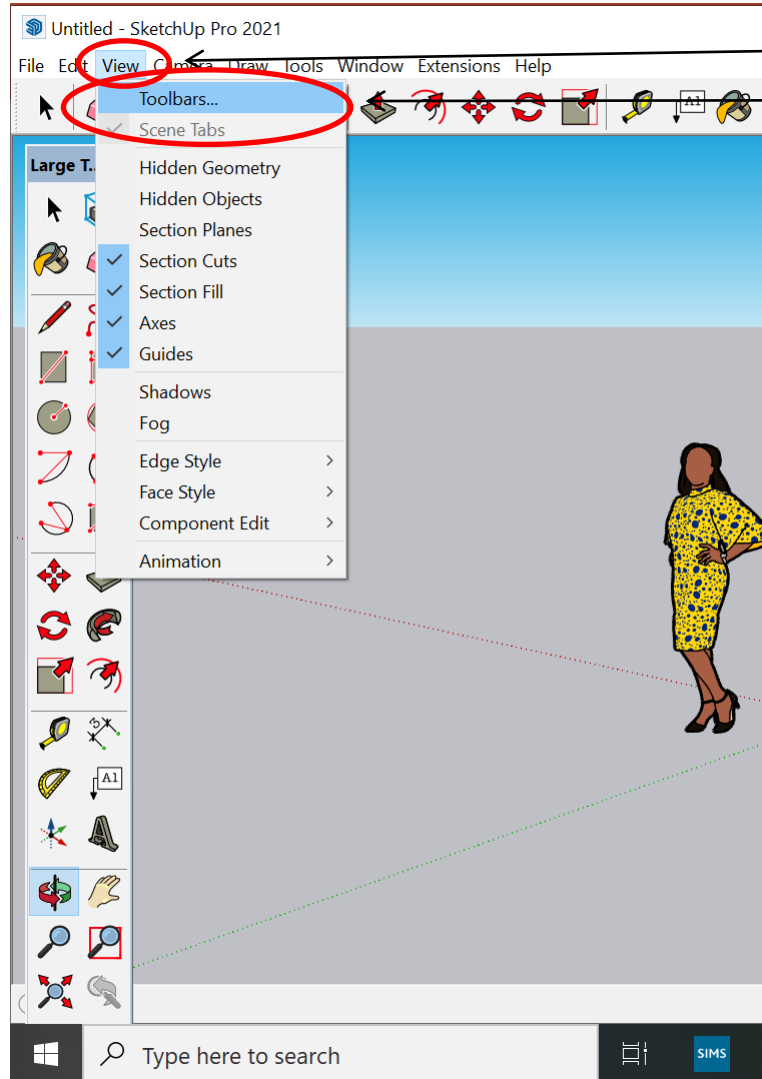 Untitled - SketchUp Pro 2021
File Edit View Camera Draw Tools Window Extensions Help
Toolbars...
A1
Scene Tabs
Large T...
Hidden Geometry
Hidden Objects
Section Planes
Section Cuts
Section Fill
Axes
Guides
Shadows
Fog
Edge Style
Face Style
Component Edit
Animation
3
A1
A
Type here to search
SIMS